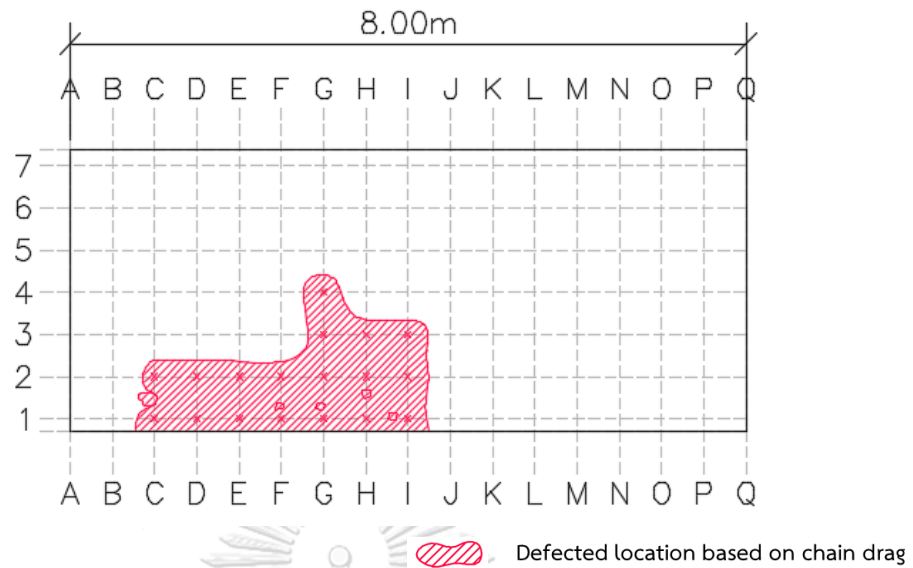 8.00m
A B C D E F G H I J K L M N O P Q
7
6
5
4
3
2
1
A B C D E F G H I J K L M N O P Q
Defected location based on chain drag